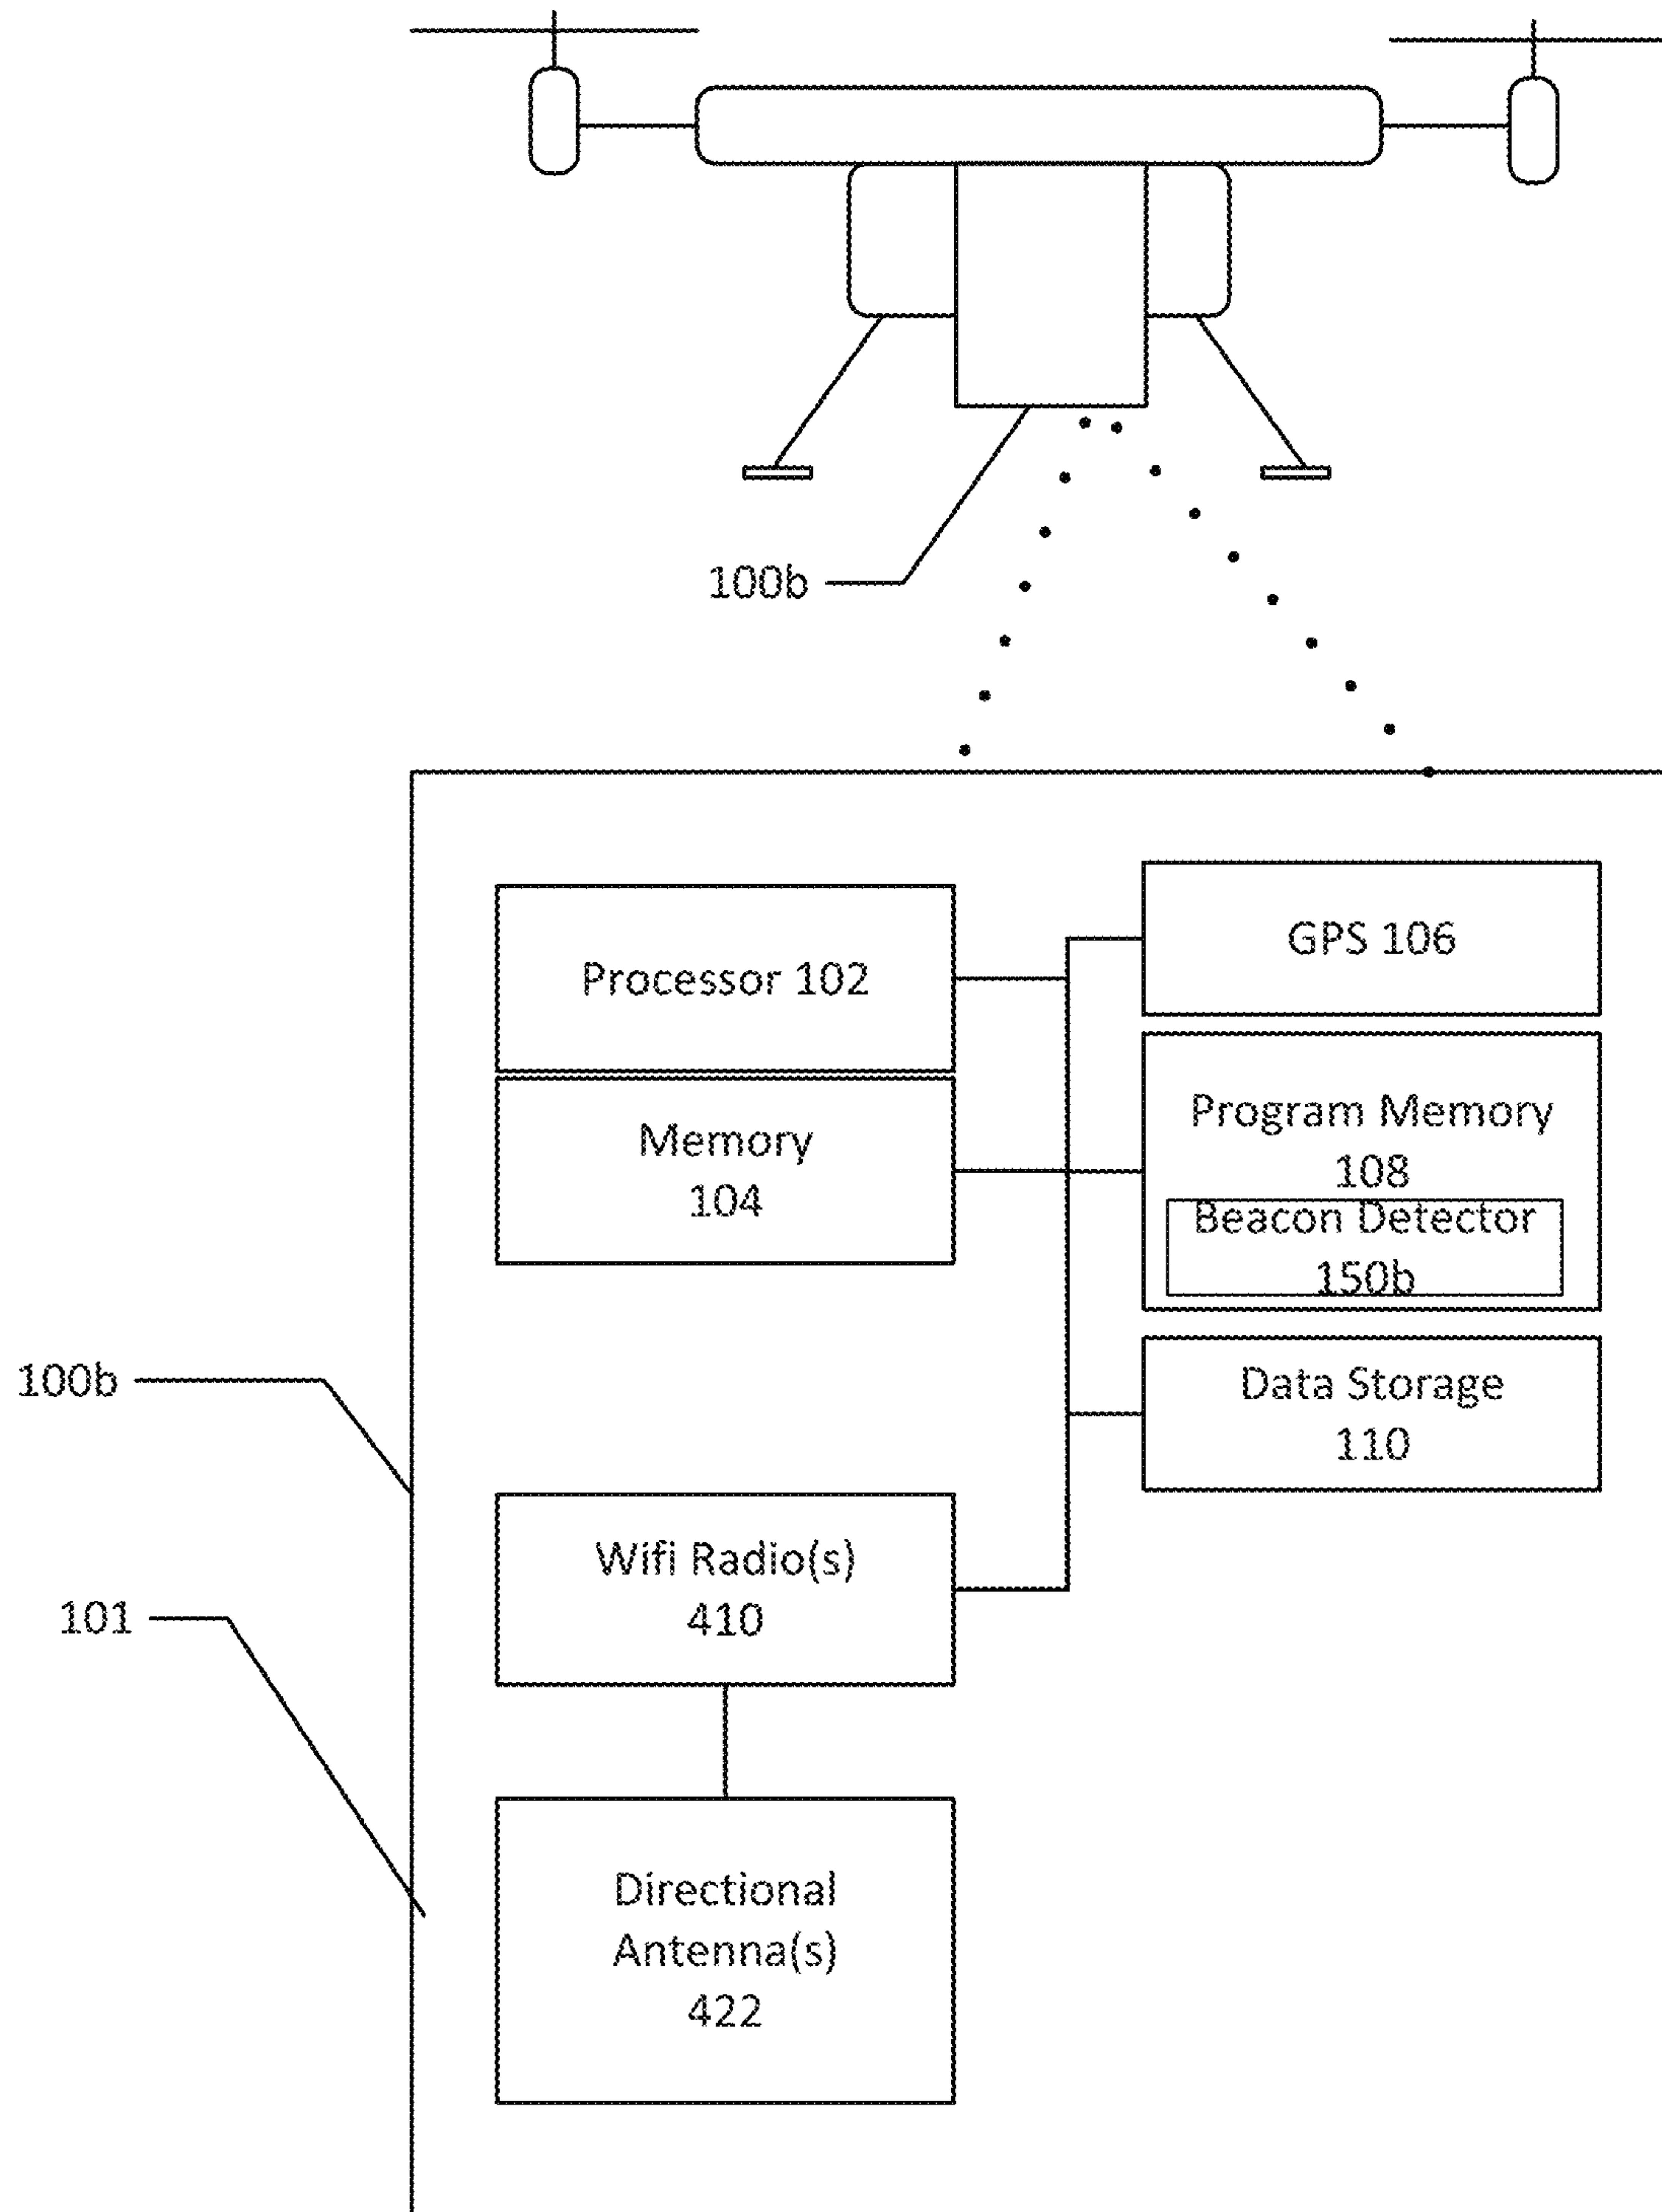 100b
Processor 102
GPS 106
Memory
104
Program Memory
108
Beacon Detector
150b
100b
Data Storage
110
Wifi Radio(s)
410
101
Directional
Antenna(s)
422